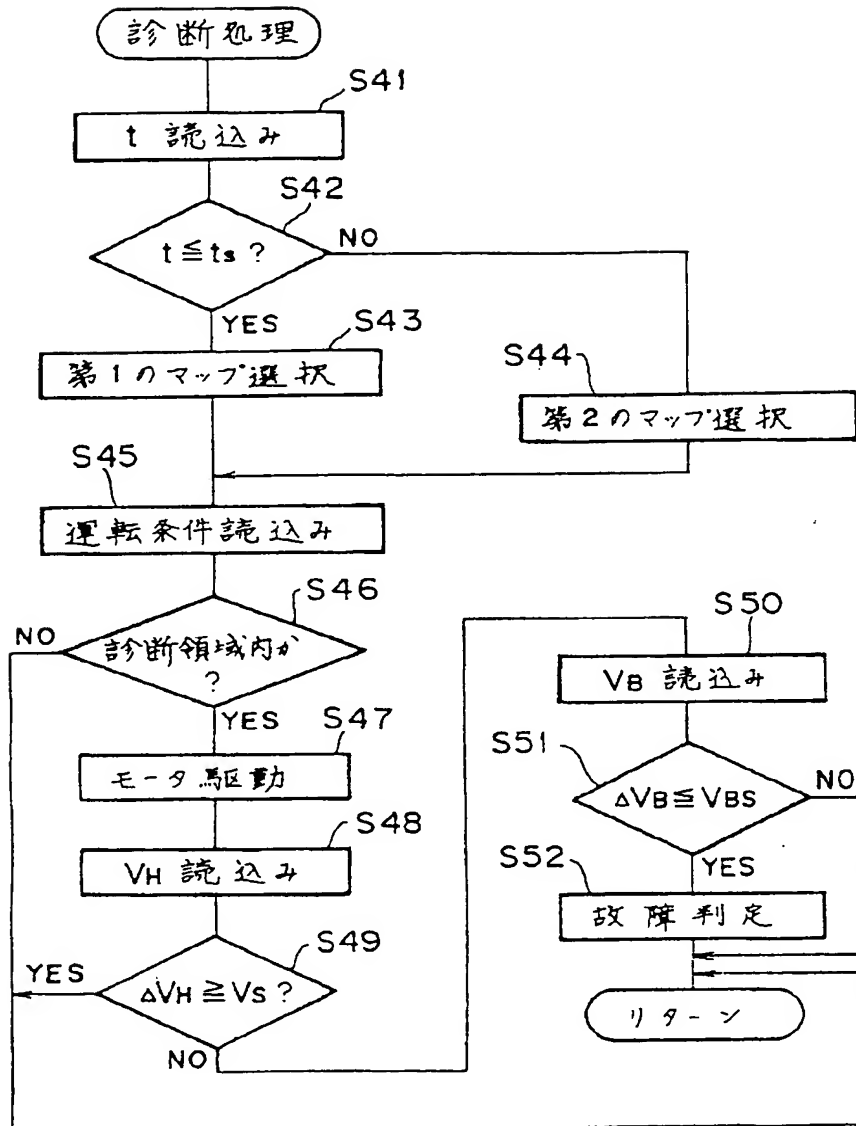 診断処理
S41
t 読込み
S42
t≦ts?
NO
YES
S43
第1のマップ選択
S44
第2のマップ選択
S45
運転条件読込み
S46
診断領域内か
?
NO
YES
S47
モータ駆動
S48
VH 読込み
S49
ΔVH≧VS?
YES
NO
S50
VB 読込み
S51
ΔVB≦VBS
NO
YES
S52
故障判定
リターン